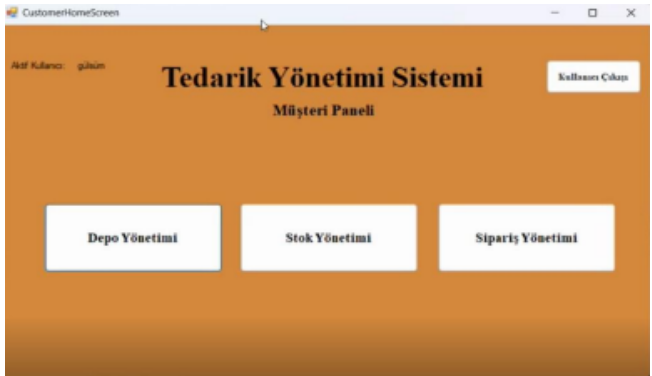 CustomerHomeScreen
Aktif Kullanıcı: gülsüm
Tedarik Yönetimi Sistemi
Kullanıcı Çıkışı
Müşteri Paneli
Depo Yönetimi
Stok Yönetimi
Sipariş Yönetimi